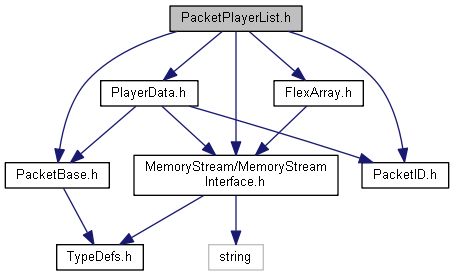 PacketPlayerList.h
PlayerData.h
FlexArray.h
PacketBase.h
MemoryStream/MemoryStream
Interface.h
PacketID.h
TypeDefs.h
string